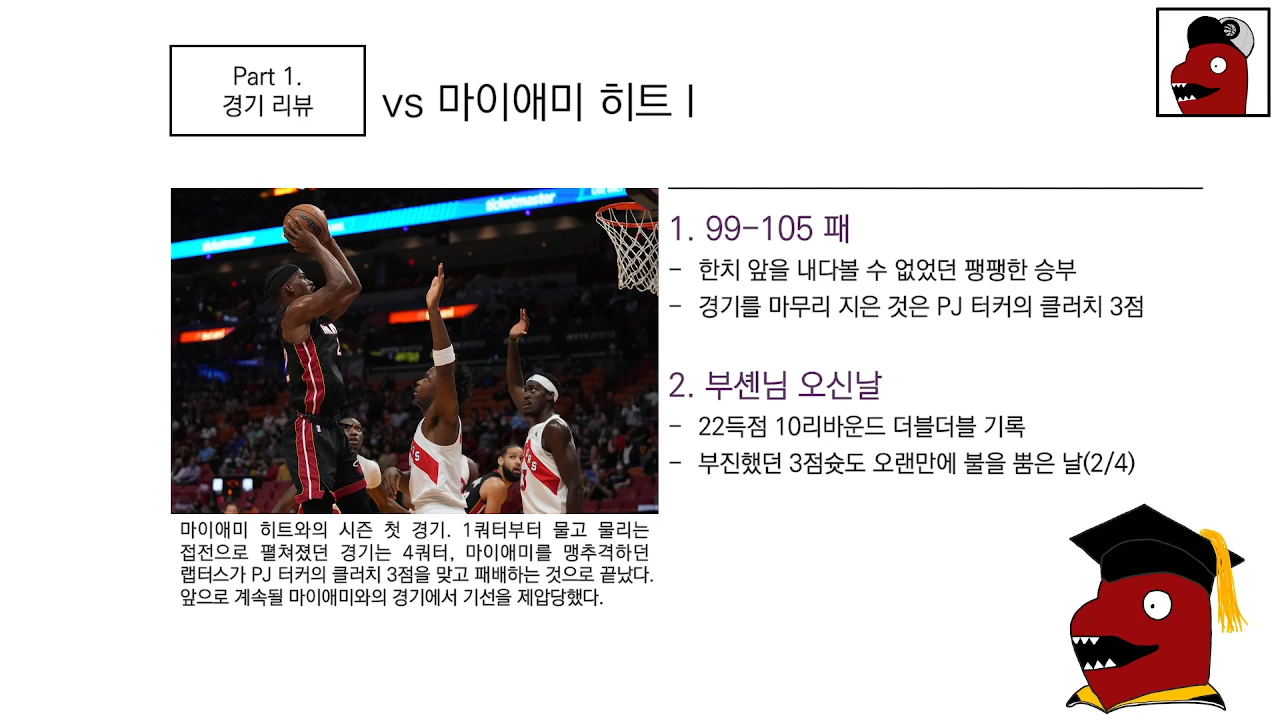 Part 1.
경기 리뷰
vs 마이애미 히트 I
ticketmaster
ticketmaster
1. 99-105 패
- 한치 앞을 내다볼 수 없었던 팽팽한 승부
- 경기를 마무리 지은 것은 PJ 터커의 클러치 3점
2. 부셴님 오신날
- 22득점 10리바운드 더블더블 기록
- 부진했던 3점슛도 오랜만에 불을 뿜은 날(2/4)
마이애미 히트와의 시즌 첫 경기. 1쿼터부터 물고 물리는
접전으로 펼쳐졌던 경기는 4쿼터, 마이애미를 맹추격하던
랩터스가 PJ 터커의 클러치 3점을 맞고 패배하는 것으로 끝났다.
앞으로 계속될 마이애미와의 경기에서 기선을 제압당했다.